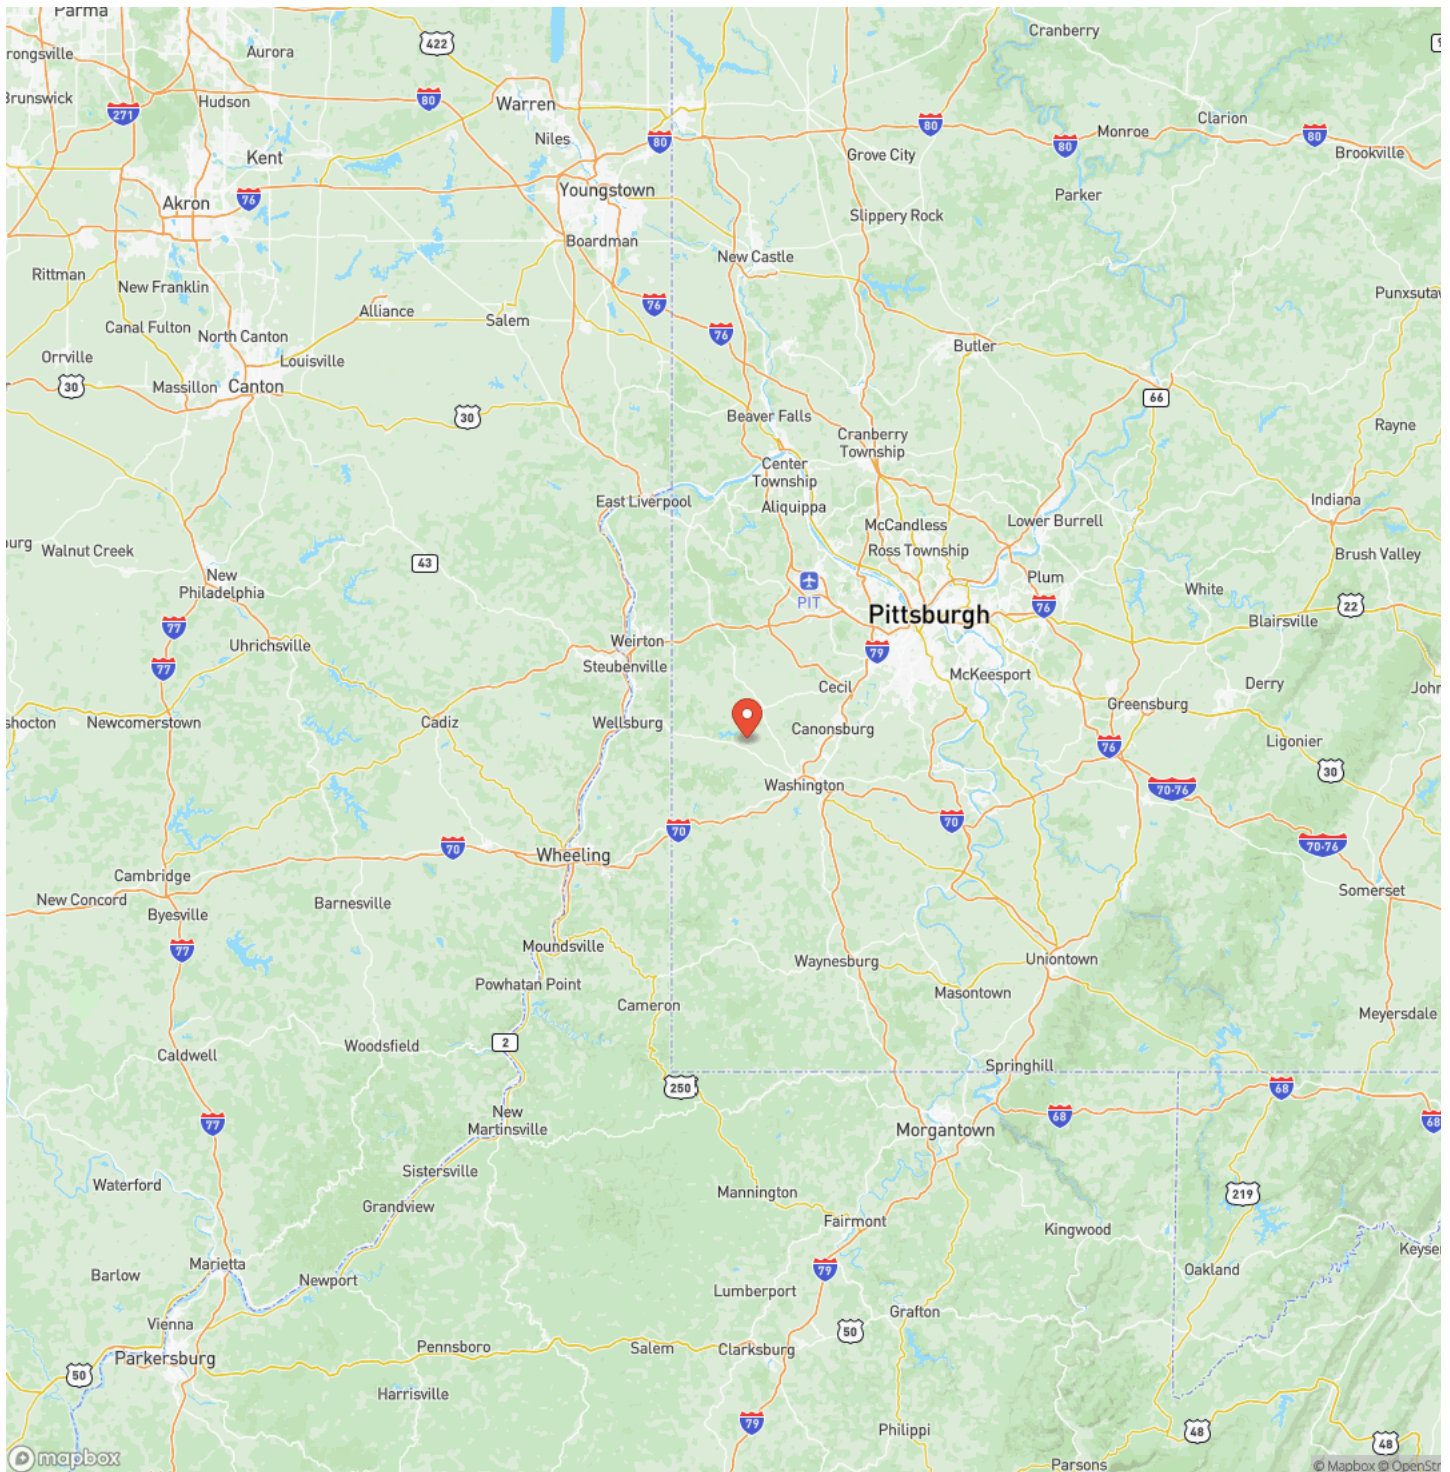 Parma
Cranberry
422
rongsville
Aurora
Brunswick
271
Hudson
80
Warren
80
Clarion
80
Monroe
80
Niles
80
Brookville
Kent
Grove City
76
Akron
Youngstown
Parker
Slippery Rock
Boardman
New Castle
Rittman
New Franklin
76
Punxsutaw
Alliance
Salem
Canal Fulton
North Canton
76
Butler
Orrville
Louisville
30
Massillon
Canton
66
30
Beaver Falls
Rayne
Cranberry
Township
Center
Township
East Liverpool
Aliquippa
Indiana
McCandless
Lower Burrell
burg
Walnut Creek
43
Ross Township
Brush Valley
New
Philadelphia
PIT
Plum
White
76
22
Pittsburgh
Blairsville
77
Uhrichsville
Weirton
79
77
Steubenville
McKeesport
Cecil
Derry
John
shocton
Newcomerstown
Cadiz
Wellsburg
Canonsburg
Greensburg
76
Ligonier
30
Washington
70-76
70
70
70
Wheeling
70-76
Cambridge
New Concord
Barnesville
Somerset
Byesville
77
Moundsville
Waynesburg
Uniontown
Powhatan Point
Masontown
Cameron
Meyersdale
2
Woodsfield
Caldwell
Springhill
250
68
77
New
Martinsville
68
68
Morgantown
Sistersville
Waterford
Mannington
219
Grandview
Fairmont
Kingwood
Keyser
Marietta
79
Oakland
Barlow
Newport
Lumberport
Grafton
Vienna
50
Pennsboro
Salem
Clarksburg
Parkersburg
50
Harrisville
79
Philippi
48
48
mapbox
Parsons
© Mapbox © OpenStr